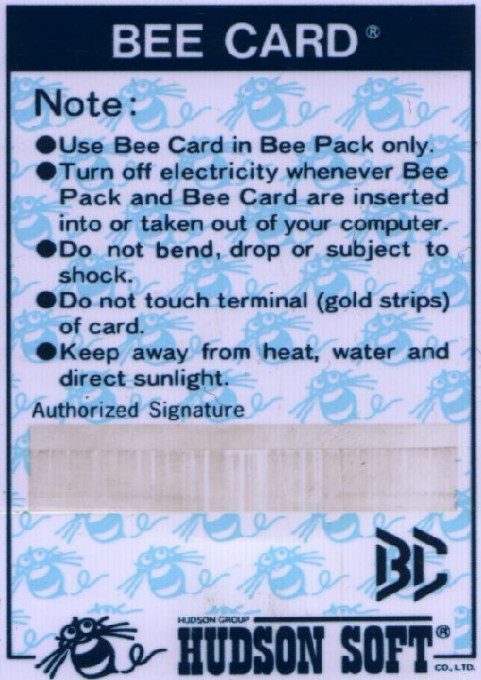 BEE CARD®
Note:
●Use Bee Card in Bee Pack only.
●Turn off electricity whenever Bee
Pack and Bee Card are inserted
into or taken out of your computer.
●Do not bend, drop or subject to
shock.
●Do not touch terminal (gold strips)
of card.
●Keep away from heat, water and
direct sunlight.
Authorized Signature
BC
HUDSON GROUP
HUDSON SOFT®
CO., LTD.